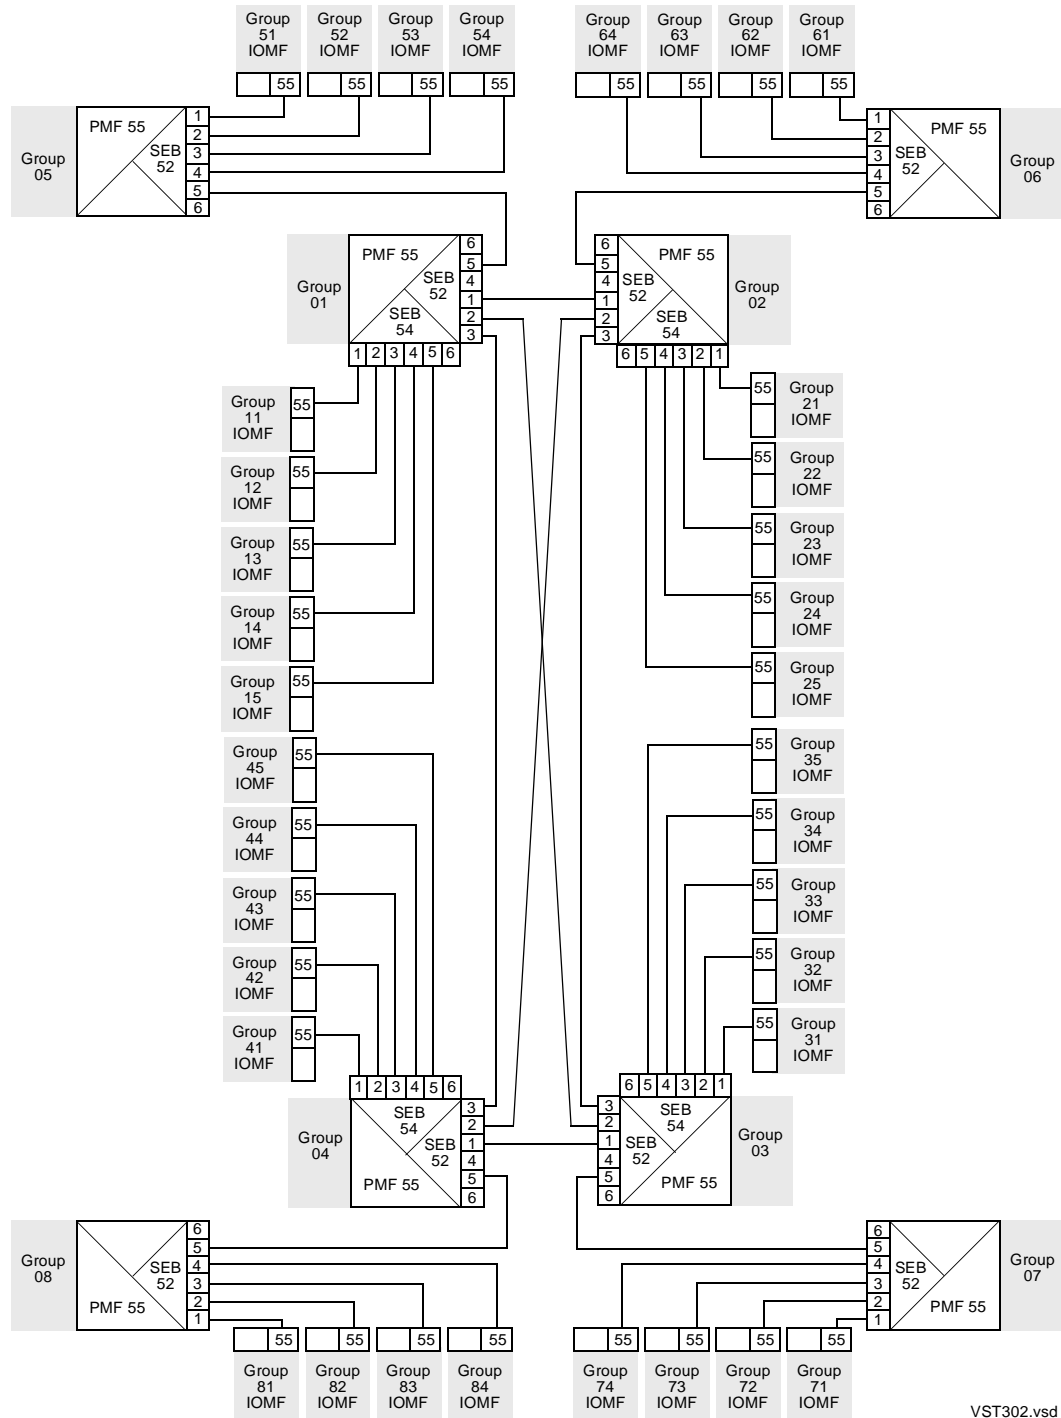 Group 51 IOMF
Group 52 IOMF
Group 53 IOMF
Group 54 IOMF
Group 64 IOMF
Group 63 IOMF
Group 62 IOMF
Group 61 IOMF
55
55
55
55
55
55
55
55
Group 05
PMF 55
SEB 52
1
2
3
4
5
6
1
2
3
4
5
6
SEB 52
PMF 55
Group 06
Group 01
PMF 55
SEB 52
SEB 54
6
5
4
1
2
3
1 2 3 4 5 6
6
5
4
1
2
3
PMF 55
SEB 52
SEB 54
6 5 4 3 2 1
Group 02
Group 11 IOMF
55
Group 12 IOMF
55
Group 13 IOMF
55
Group 14 IOMF
55
Group 15 IOMF
55
55
Group 21 IOMF
55
Group 22 IOMF
55
Group 23 IOMF
55
Group 24 IOMF
55
Group 25 IOMF
Group 45 IOMF
55
Group 44 IOMF
55
Group 43 IOMF
55
Group 42 IOMF
55
Group 41 IOMF
55
55
Group 35 IOMF
55
Group 34 IOMF
55
Group 33 IOMF
55
Group 32 IOMF
55
Group 31 IOMF
Group 04
1 2 3 4 5 6
SEB 54
SEB 52
PMF 55
3
2
1
4
5
6
6 5 4 3 2 1
3
2
1
4
5
6
SEB 54
SEB 52
PMF 55
Group 03
Group 08
SEB 52
PMF 55
6
5
4
3
2
1
6
5
4
3
2
1
SEB 52
PMF 55
Group 07
55
55
55
55
55
55
55
55
Group 81 IOMF
Group 82 IOMF
Group 83 IOMF
Group 84 IOMF
Group 74 IOMF
Group 73 IOMF
Group 72 IOMF
Group 71 IOMF
VST302.vsd